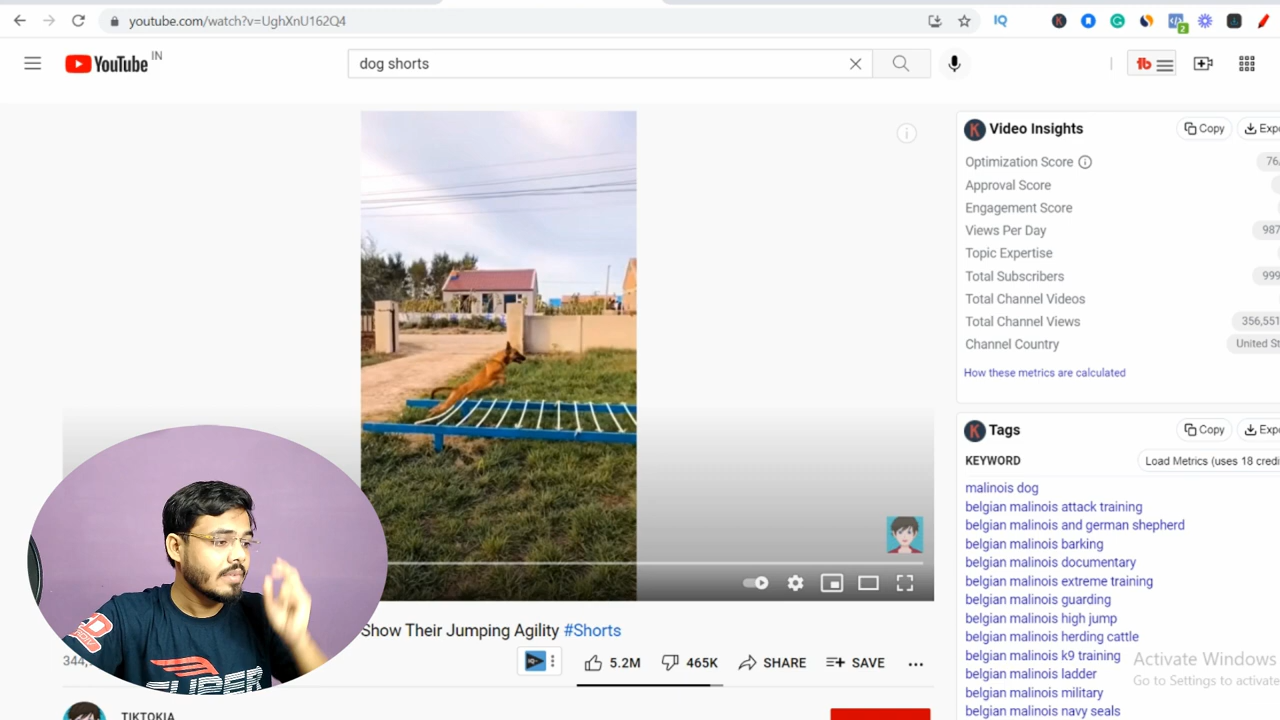 youtube.com/watch?v=UghXnU162Q4
IQ
2
YouTube IN
dog shorts
Video Insights
Copy
Expo
Optimization Score
76
Approval Score
Engagement Score
Views Per Day
987
Topic Expertise
Total Subscribers
999
Total Channel Videos
Total Channel Views
356,551
Channel Country
United St
How these metrics are calculated
K
Tags
Copy
Expo
KEYWORD
Load Metrics (uses 18 credi
malinois dog
belgian malinois attack training
belgian malinois and german shepherd
belgian malinois barking
belgian malinois documentary
belgian malinois extreme training
belgian malinois guarding
belgian malinois high jump
belgian malinois herding cattle
belgian malinois k9 training
belgian malinois ladder
belgian malinois military
belgian malinois navy seals
Activate Windows
Go to Settings to activate
Show Their Jumping Agility #Shorts
344,
5.2M
465K
SHARE
SAVE
TIKTOKIA
SUPER